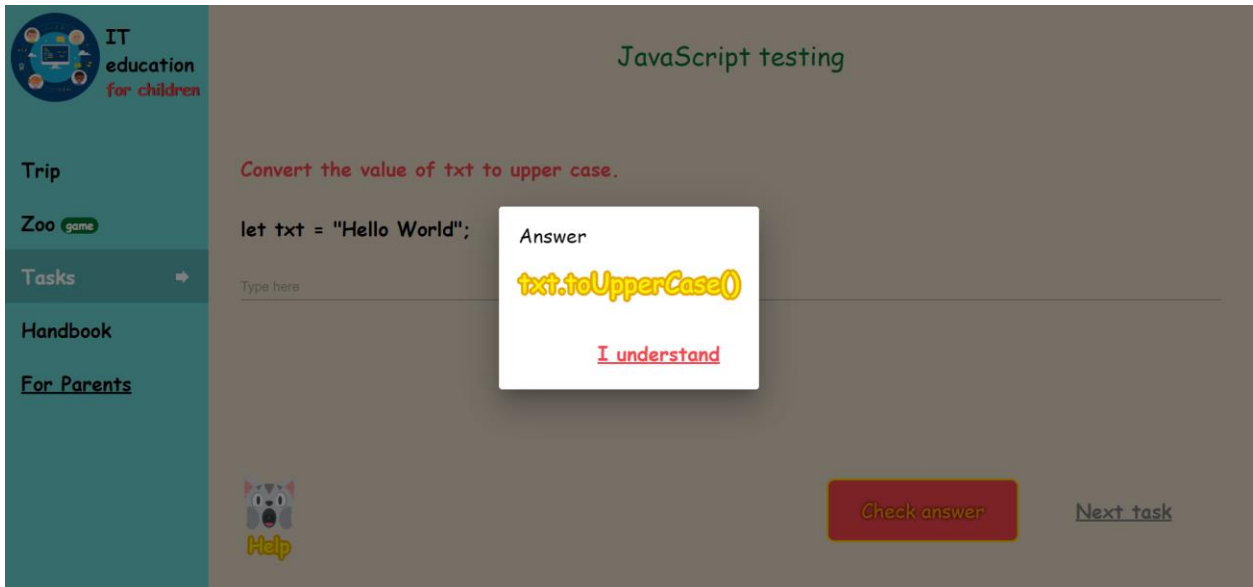 IT
education
for children
Trip
Zoo game
Tasks
Handbook
For Parents
JavaScript testing
Convert the value of txt to upper case.
let txt = "Hello World";
Type here
Answer
txt.toUpperCase()
I understand
Help
Check answer
Next task